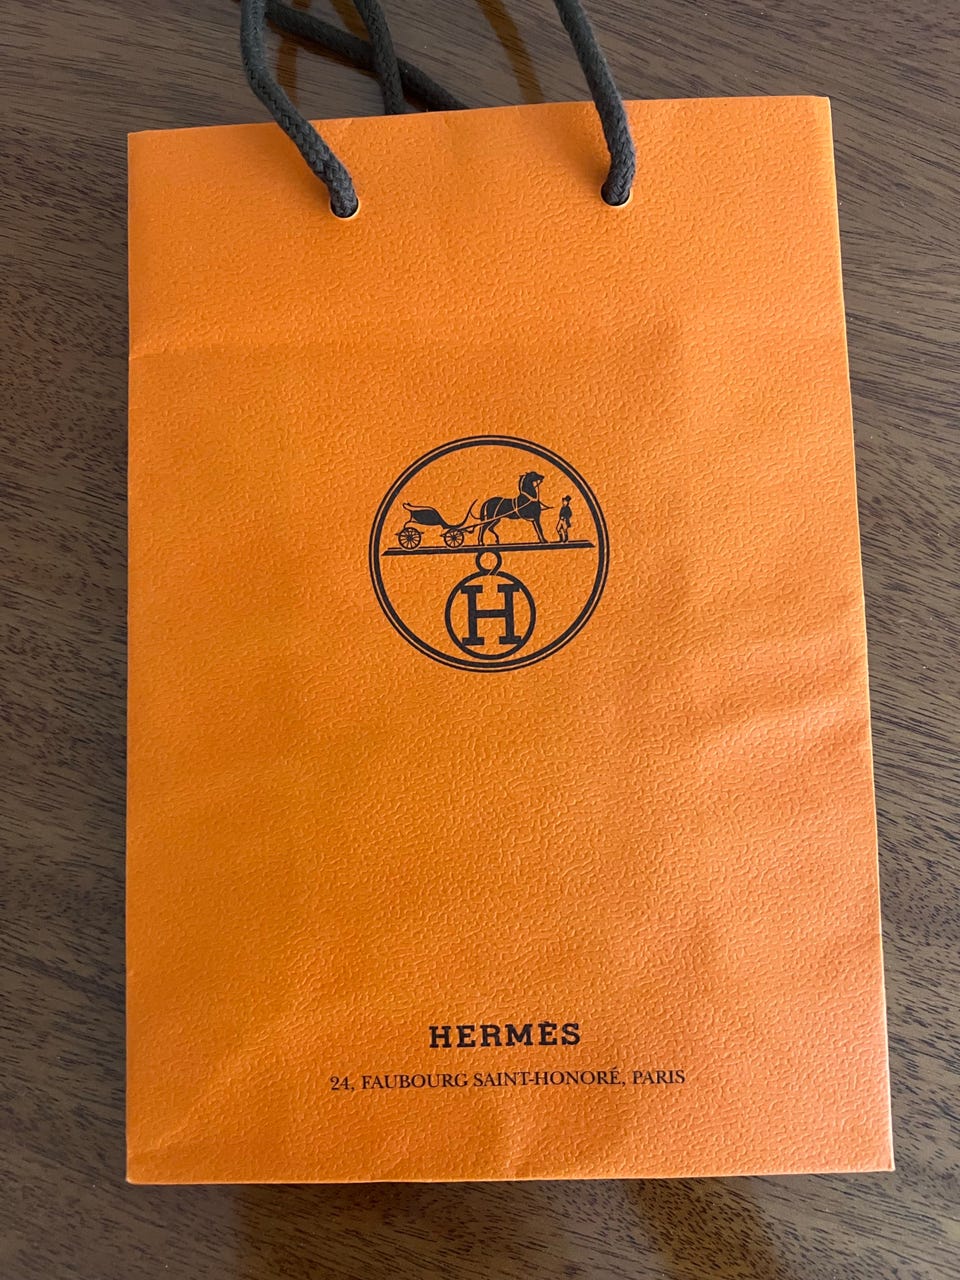 H
HERMÈS
24, FAUBOURG SAINT-HONORÉ, PARIS